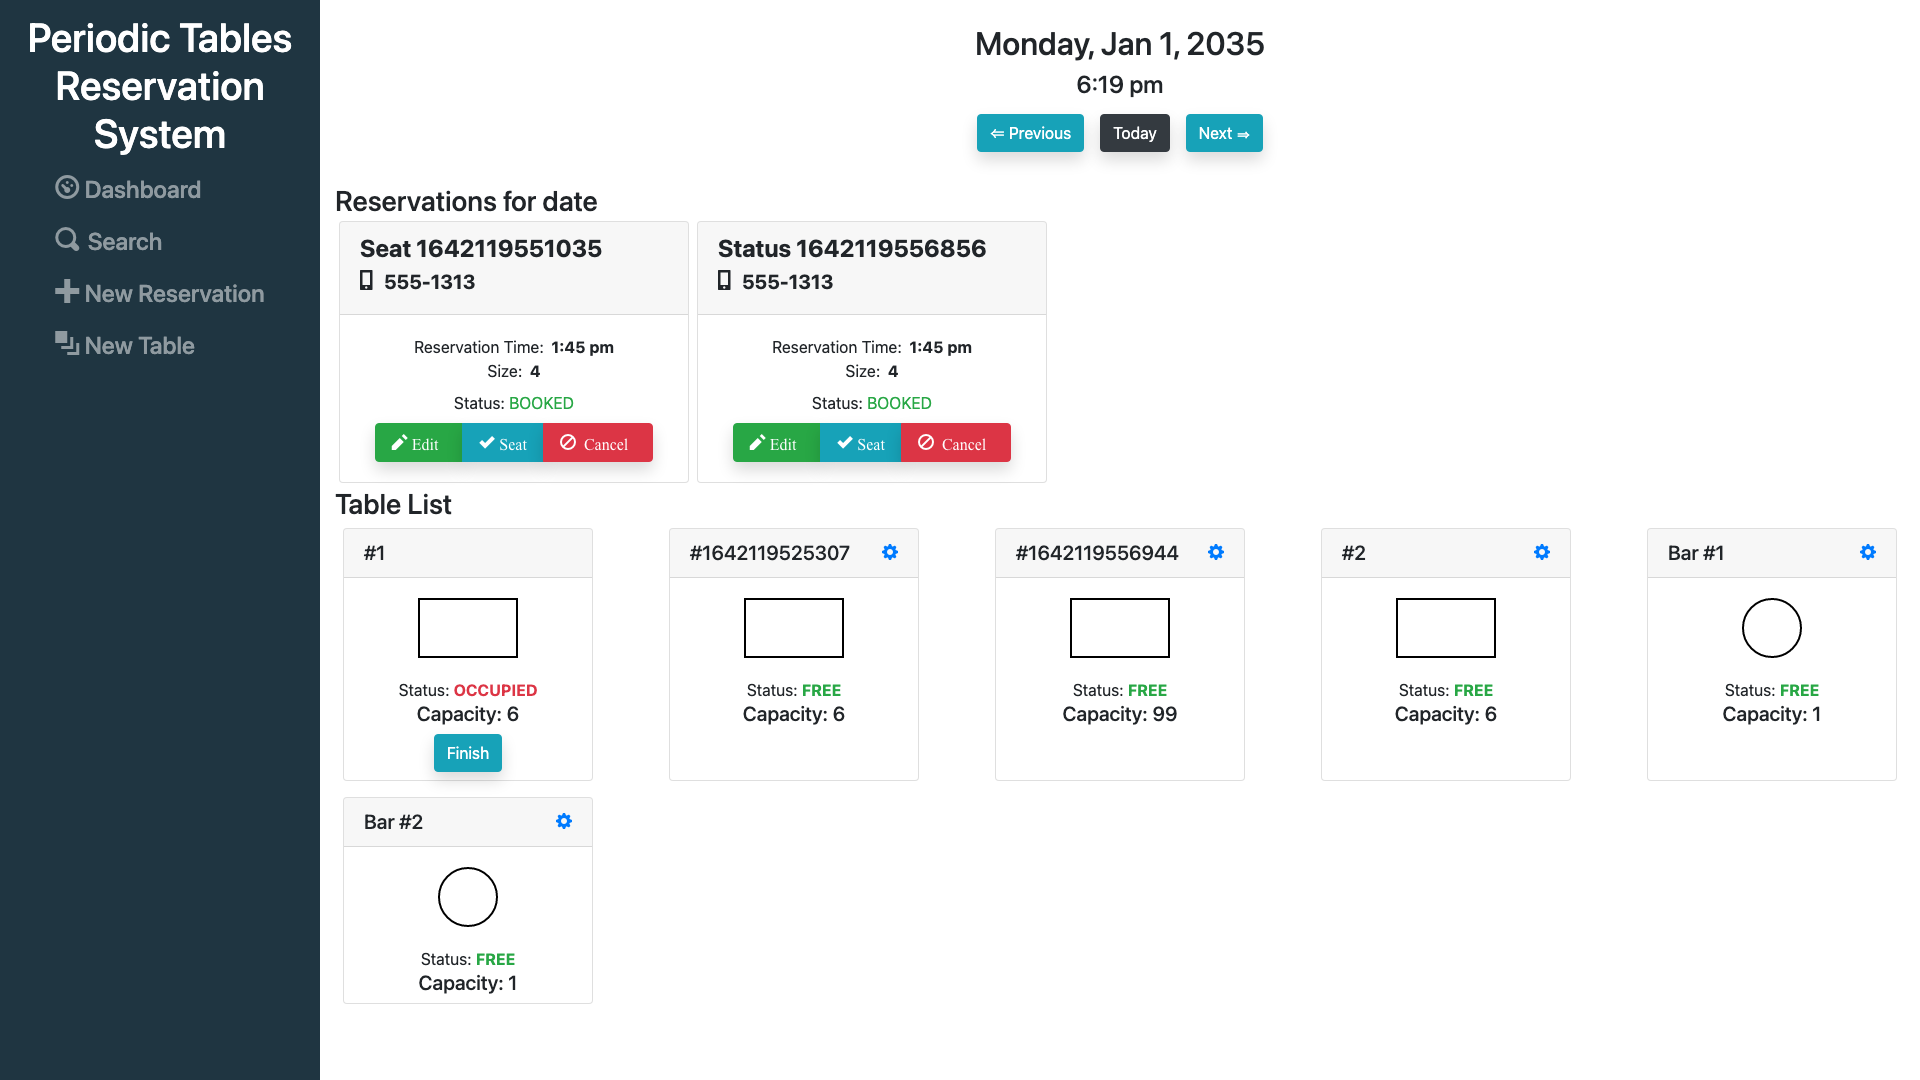 Periodic Tables
Reservation
System
Dashboard
Search
New Reservation
New Table
Monday, Jan 1, 2035
6:19 pm
⇐ Previous
Today
Next ⇒
Reservations for date
Seat 1642119551035
555-1313
Reservation Time: 1:45 pm
Size: 4
Status: BOOKED
Edit
Seat
Cancel
Status 1642119556856
555-1313
Reservation Time: 1:45 pm
Size: 4
Status: BOOKED
Edit
Seat
Cancel
Table List
#1
Status: OCCUPIED
Capacity: 6
Finish
#1642119525307
Status: FREE
Capacity: 6
#1642119556944
Status: FREE
Capacity: 99
#2
Status: FREE
Capacity: 6
Bar #1
Status: FREE
Capacity: 1
Bar #2
Status: FREE
Capacity: 1